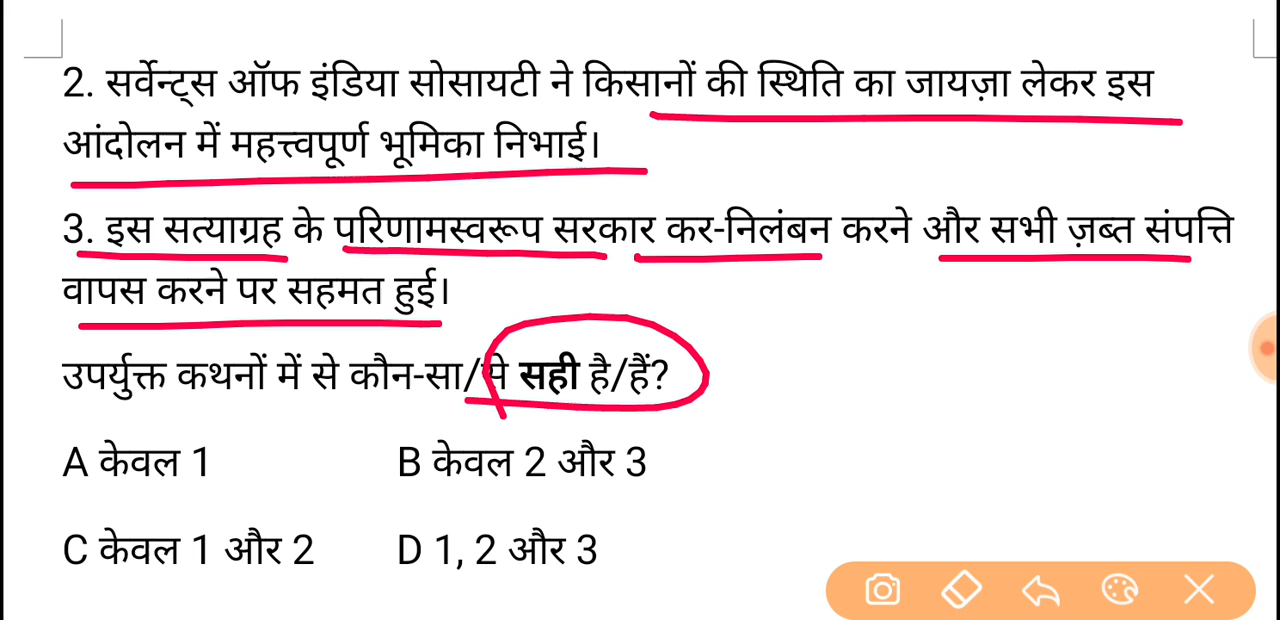 2. सर्वेन्ट्स ऑफ इंडिया सोसायटी ने किसानों की स्थिति का जायज़ा लेकर इस
आंदोलन में महत्त्वपूर्ण भूमिका निभाई।
3. इस सत्याग्रह के परिणामस्वरूप सरकार कर-निलंबन करने और सभी ज़ब्त संपत्ति
वापस करने पर सहमत हुई।
उपर्युक्त कथनों में से कौन-सा/से सही है/हैं?
A केवल 1 B केवल 2 और 3
C केवल 1 और 2 D 1, 2 और 3